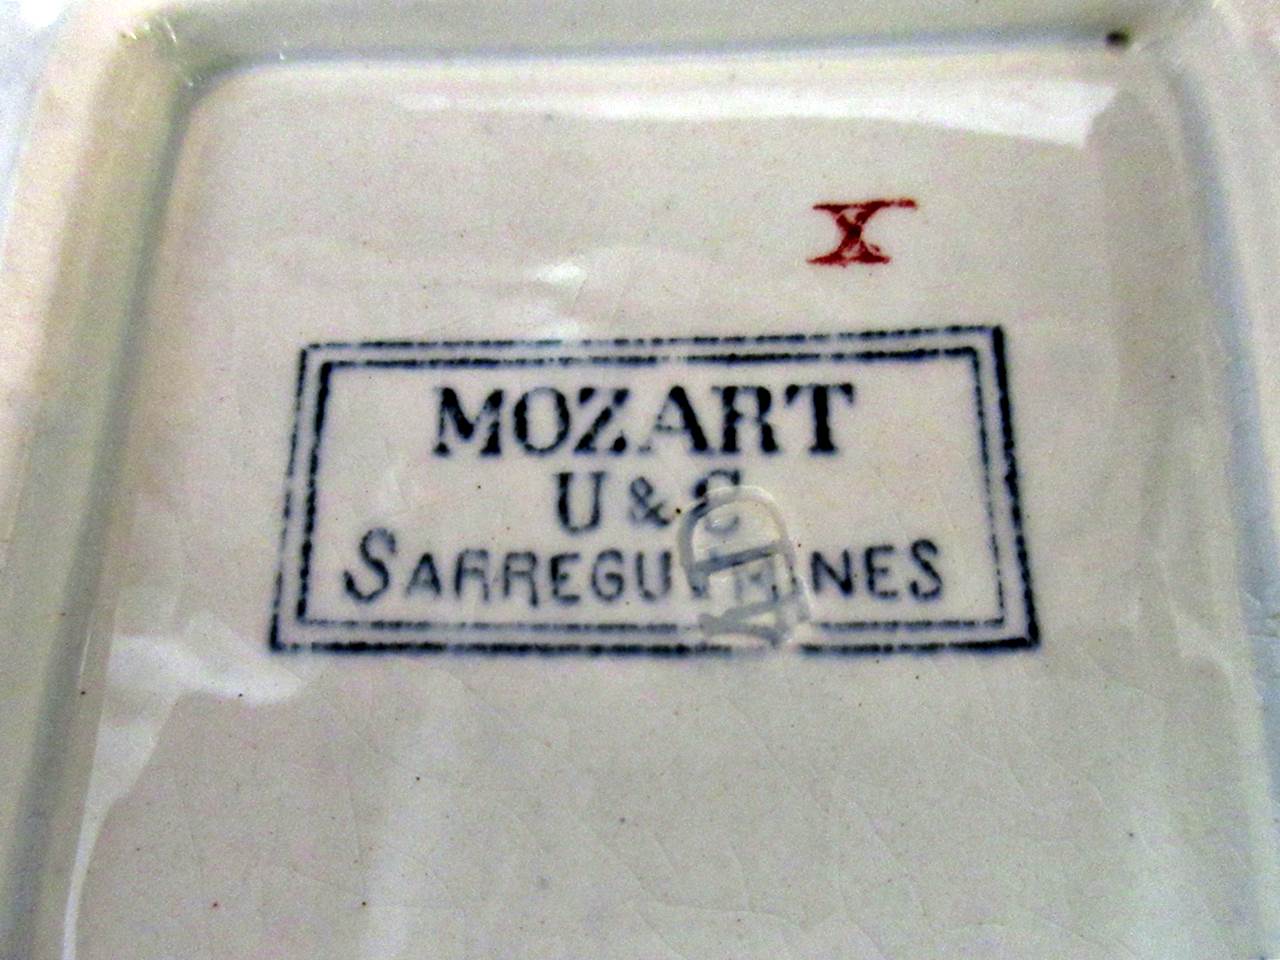 X
MOZART
U & C
SARREGUEMINES